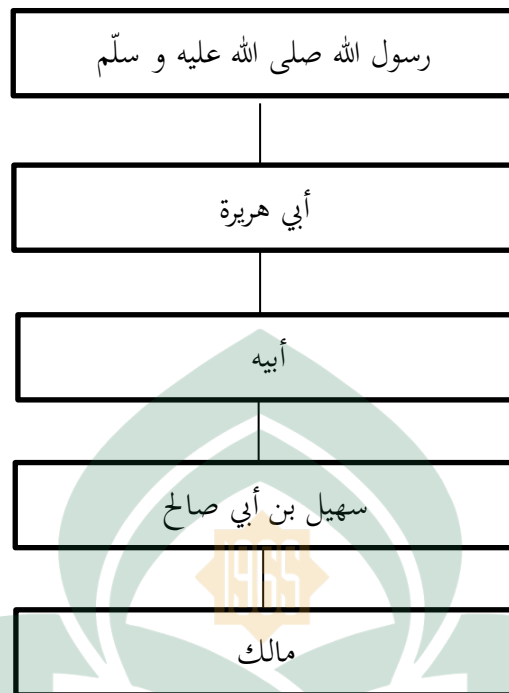 رسول الله صلى الله عليه و سلّم
أبي هريرة
أبيه
سهيل بن أبي صالح
1965
مالك